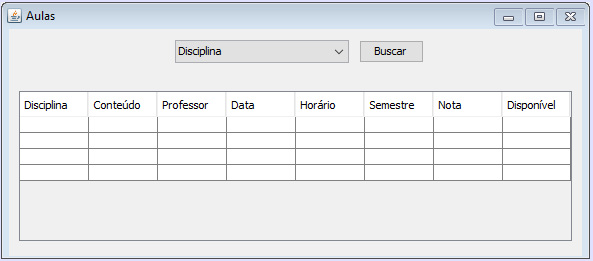 Aulas
Disciplina Buscar
Disciplina Conteúdo Professor Data Horário Semestre Nota Disponível